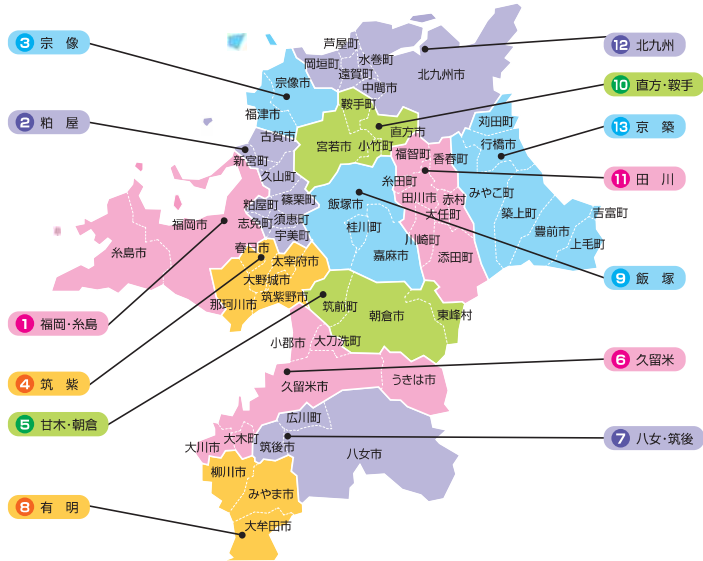 3 宗像
2 粕屋
1 福岡・糸島
4 筑紫
5 甘木・朝倉
8 有明
12 北九州
10 直方・鞍手
13 京築
11 田川
9 飯塚
6 久留米
7 八女・筑後
芦屋町
水巻町
岡垣町
遠賀町
中間市
北九州市
宗像市
福津市
鞍手町
直方市
宮若市
小竹町
苅田町
行橋市
みやこ町
築上町
吉富町
豊前市
上毛町
古賀市
新宮町
久山町
篠栗町
粕屋町
須恵町
志免町
宇美町
福智町
香春町
糸田町
田川市
赤村
大任町
川崎町
添田町
飯塚市
桂川町
嘉麻市
福岡市
糸島市
春日市
太宰府市
大野城市
筑紫野市
那珂川市
筑前町
朝倉市
東峰村
小郡市
大刀洗町
久留米市
うきは市
大川市
大木町
広川町
筑後市
八女市
柳川市
みやま市
大牟田市